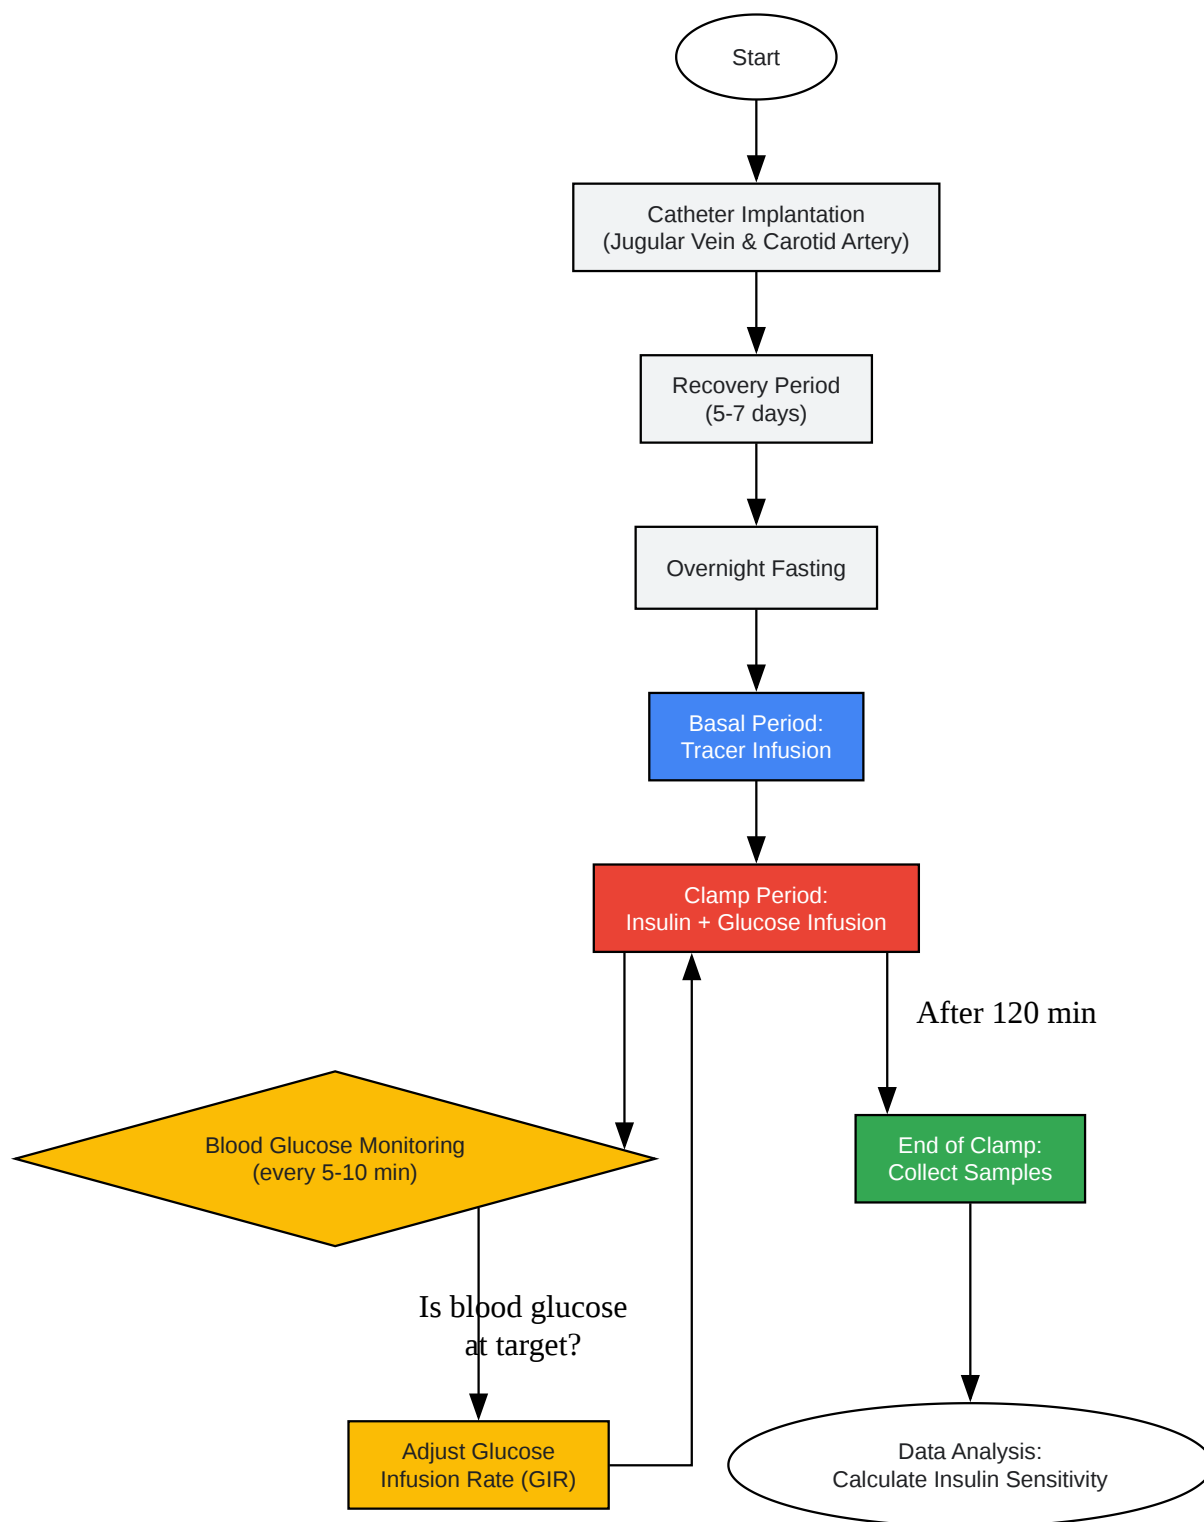 Start
Catheter Implantation
(Jugular Vein & Carotid Artery)
Recovery Period
(5-7 days)
Overnight Fasting
Basal Period:
Tracer Infusion
Clamp Period:
Insulin + Glucose Infusion
After 120 min
Blood Glucose Monitoring
(every 5-10 min)
End of Clamp:
Collect Samples
Is blood glucose
at target?
Adjust Glucose
Infusion Rate (GIR)
Data Analysis:
Calculate Insulin Sensitivity